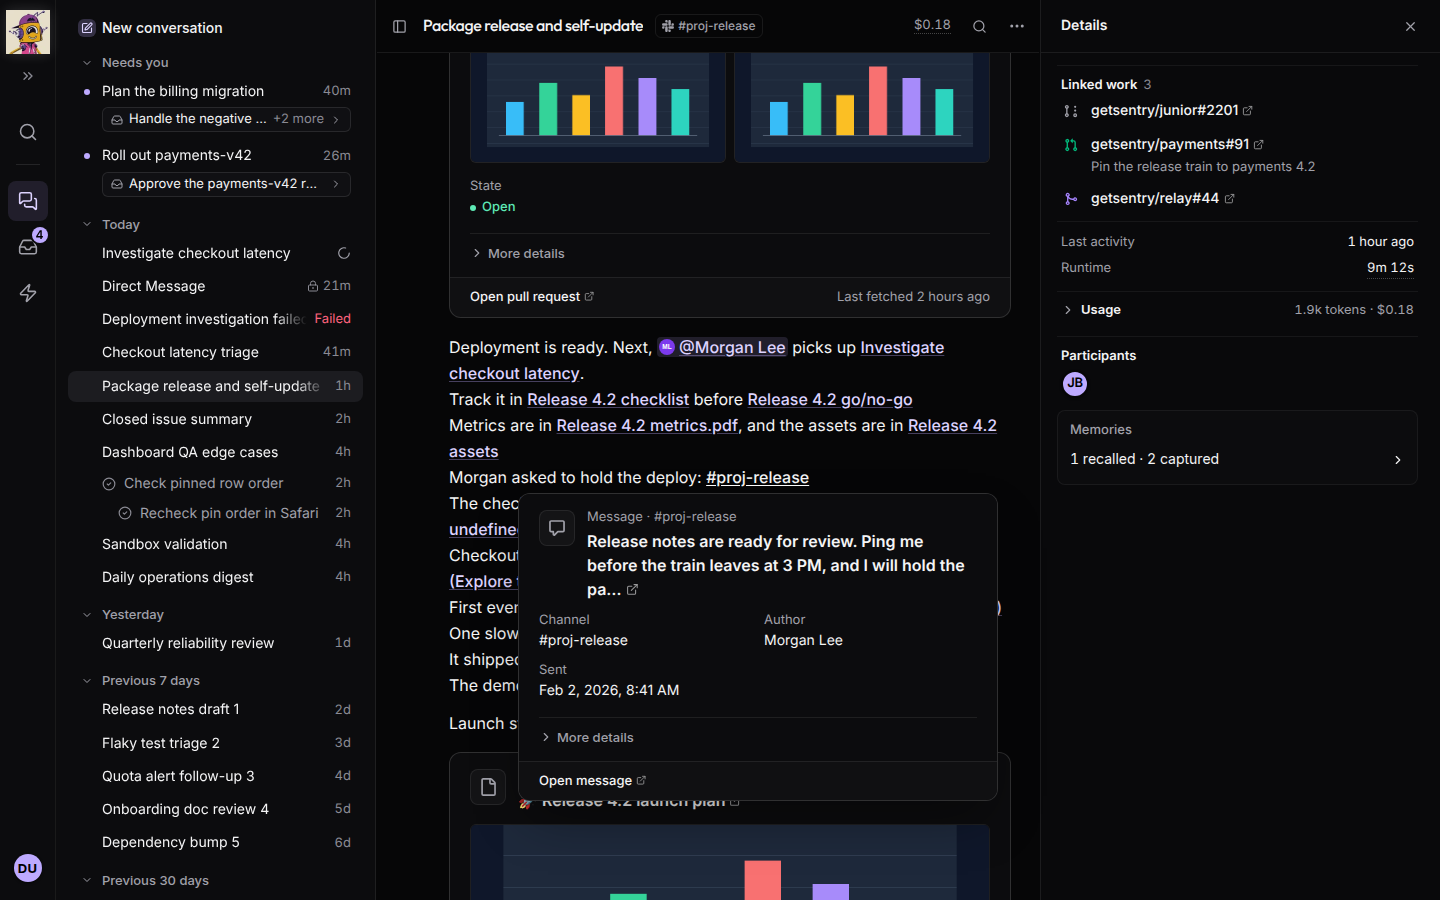 New conversation
Needs you
Plan the billing migration 40m
Handle the negative ... +2 more
Roll out payments-v42 26m
Approve the payments-v42 r...
Today
Investigate checkout latency
Direct Message 21m
Deployment investigation failed Failed
Checkout latency triage 41m
Package release and self-update 1h
Closed issue summary 2h
Dashboard QA edge cases 4h
Check pinned row order 2h
Recheck pin order in Safari 2h
Sandbox validation 4h
Daily operations digest 4h
Yesterday
Quarterly reliability review 1d
Previous 7 days
Release notes draft 1 2d
Flaky test triage 2 3d
Quota alert follow-up 3 4d
Onboarding doc review 4 5d
Dependency bump 5 6d
Previous 30 days
4
DU
Package release and self-update #proj-release $0.18
State
Open
More details
Open pull request Last fetched 2 hours ago
Deployment is ready. Next, ML @Morgan Lee picks up Investigate
checkout latency.
Track it in Release 4.2 checklist before Release 4.2 go/no-go
Metrics are in Release 4.2 metrics.pdf, and the assets are in Release 4.2
assets
Morgan asked to hold the deploy: #proj-release
The chec
undefine
Checkout
(Explore
First ever )
One slow
It shipped
The demo
Launch s
Message · #proj-release
Release notes are ready for review. Ping me
before the train leaves at 3 PM, and I will hold the
pa...
Channel Author
#proj-release Morgan Lee
Sent
Feb 2, 2026, 8:41 AM
More details
Open message
🚀 Release 4.2 launch plan
Details
Linked work 3
getsentry/junior#2201
getsentry/payments#91
Pin the release train to payments 4.2
getsentry/relay#44
Last activity 1 hour ago
Runtime 9m 12s
Usage 1.9k tokens · $0.18
Participants
JB
Memories
1 recalled · 2 captured